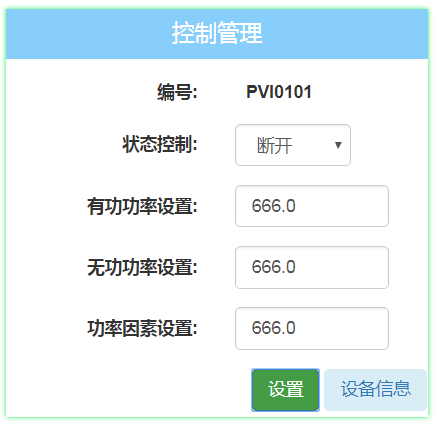 控制管理
编号: PVI0101
状态控制: 断开
有功功率设置: 666.0
无功功率设置: 666.0
功率因素设置: 666.0
设置 设备信息